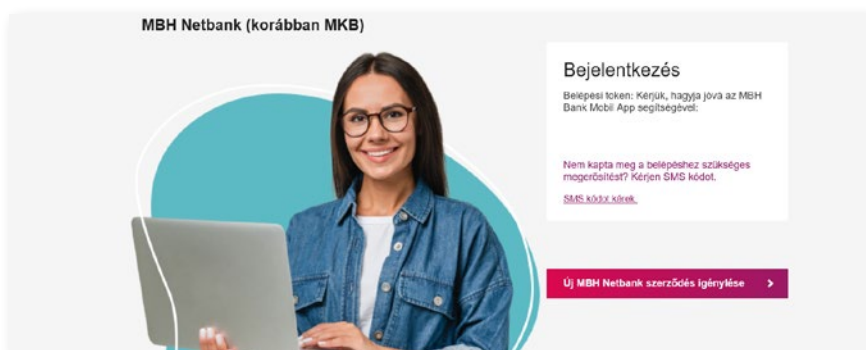 MBH Netbank (korábban MKB)
Bejelentkezés
Belépési token: Kérjük, hagyja jóvá az MBH
Bank Mobil App segítségével:
Nem kapta meg a belépéshez szükséges
megerősítést? Kérjen SMS kódot.
SMS kódot kérek
Új MBH Netbank szerződés igénylése